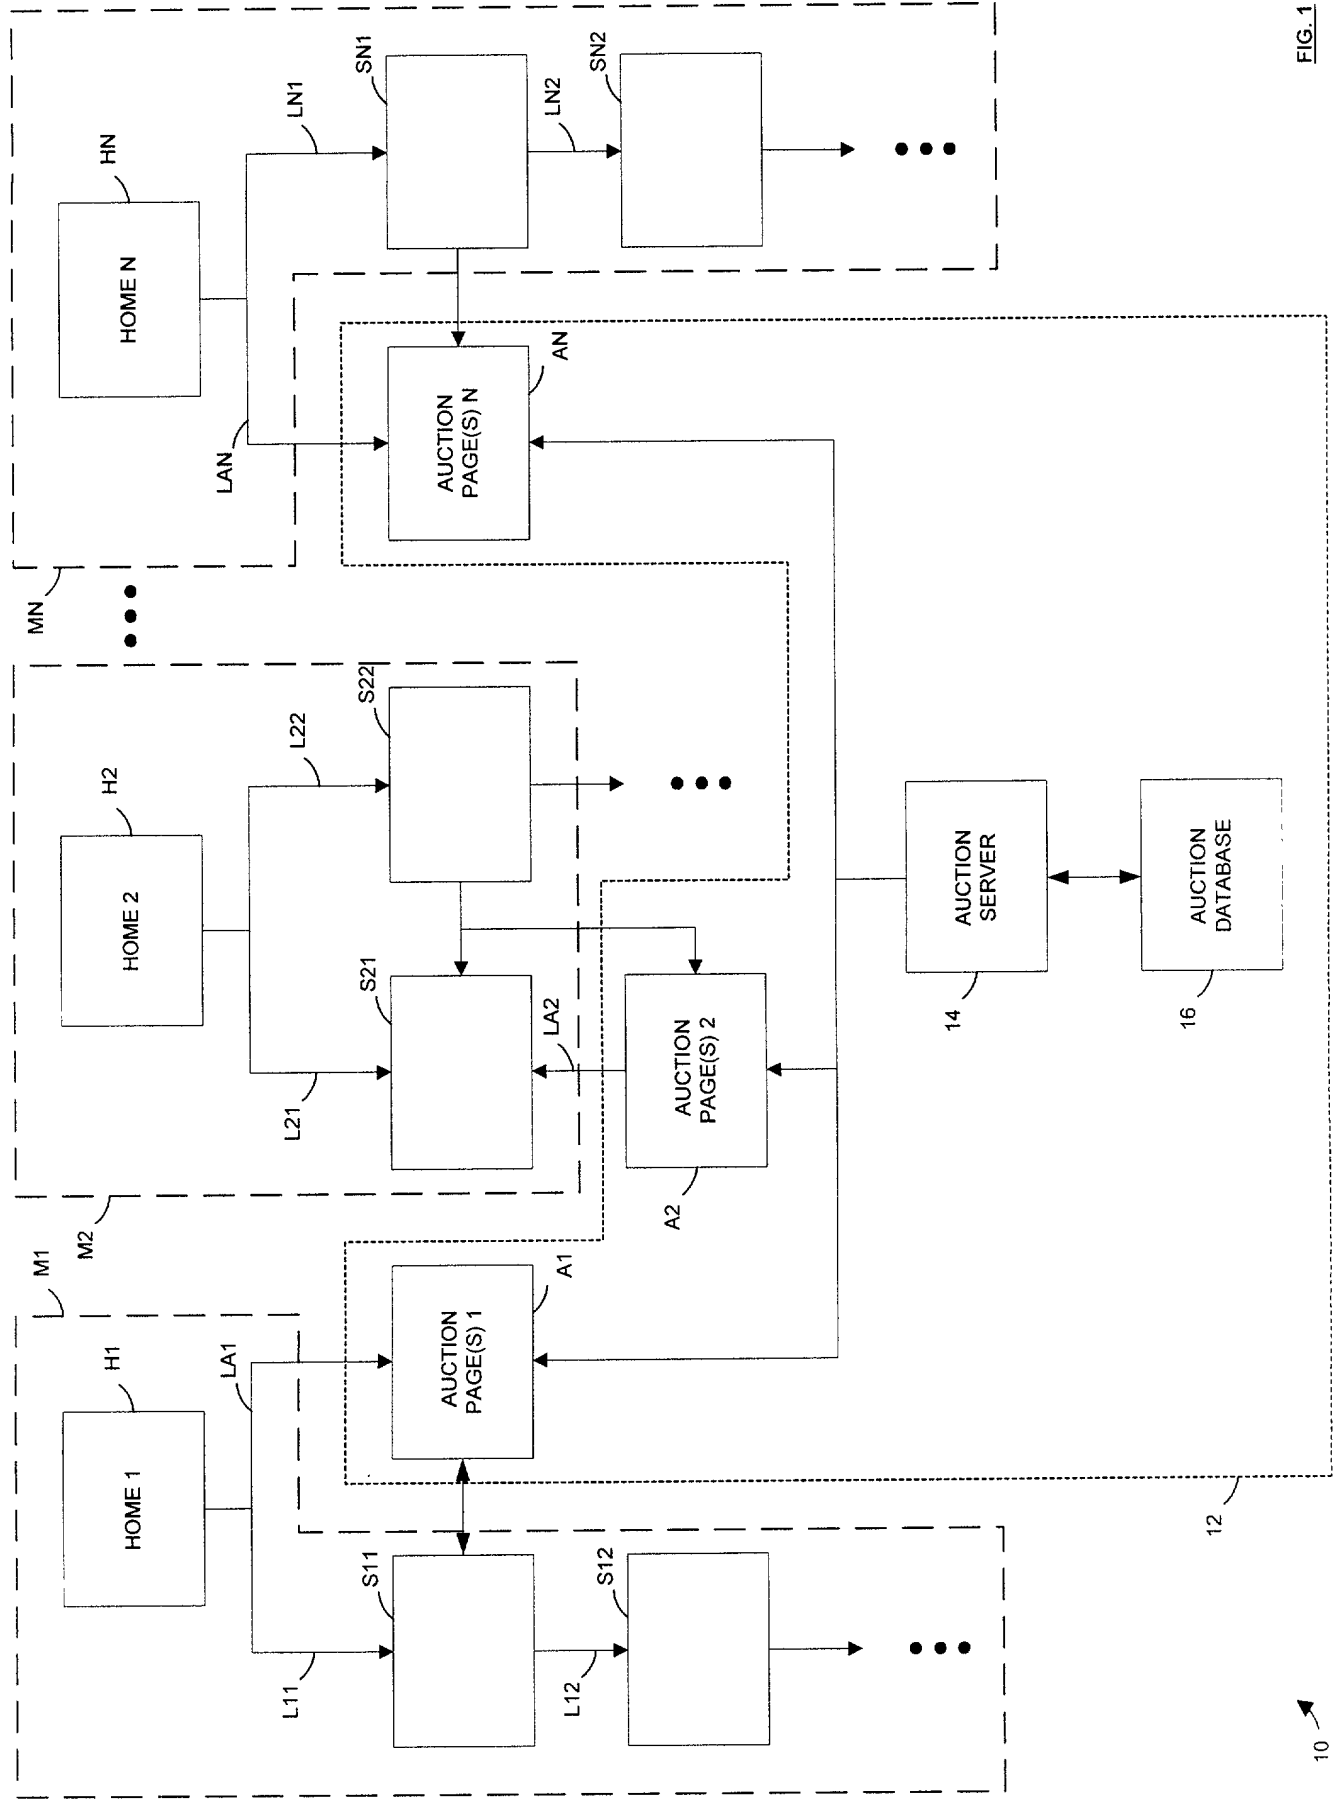 M1
M2
MN
H1
HOME 1
H2
HOME 2
HN
HOME N
L11
LA1
L21
L22
LAN
LN1
S11
S21
S22
SN1
AUCTION
PAGE(S) 1
A1
AUCTION
PAGE(S) N
AN
L12
LA2
LN2
S12
SN2
A2
AUCTION
PAGE(S) 2
14
AUCTION
SERVER
16
AUCTION
DATABASE
12
10
FIG. 1